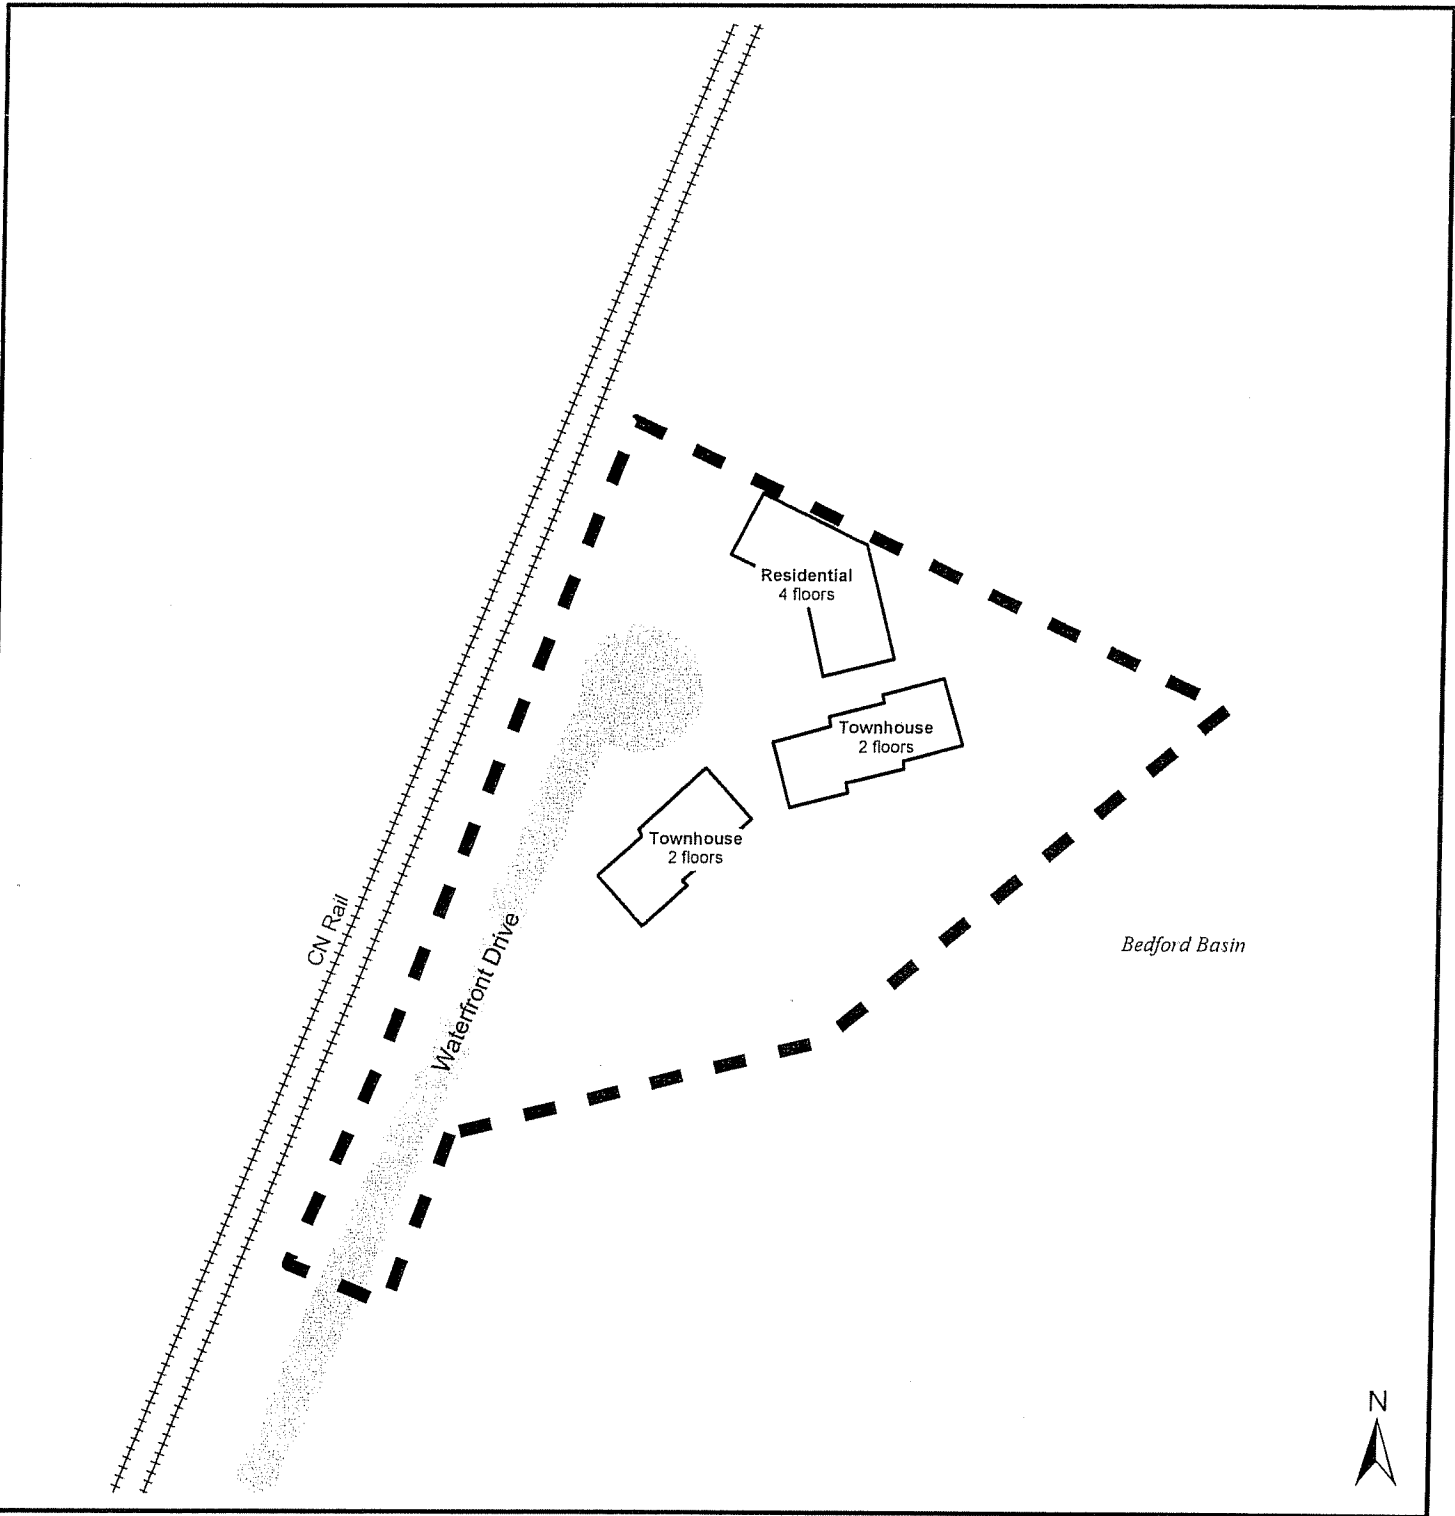 Residential
4 floors
Townhouse
2 floors
Townhouse
2 floors
CN Rail
Waterfront Drive
Bedford Basin
N